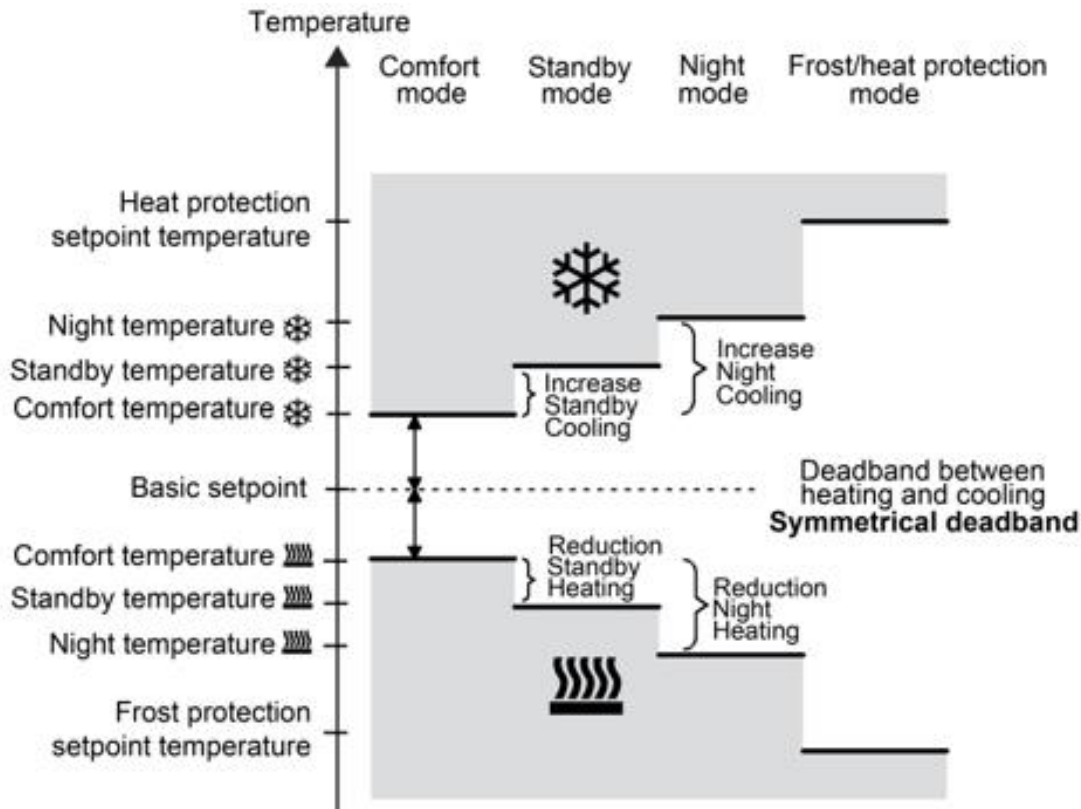 Temperature
Comfort
mode
Standby
mode
Night
mode
Frost/heat protection
mode
Heat protection
setpoint temperature
Night temperature
Standby temperature
Comfort temperature
Basic setpoint
Comfort temperature
Standby temperature
Night temperature
Frost protection
setpoint temperature
Increase
Standby
Cooling
Increase
Night
Cooling
Deadband between
heating and cooling
Symmetrical deadband
Reduction
Standby
Heating
Reduction
Night
Heating